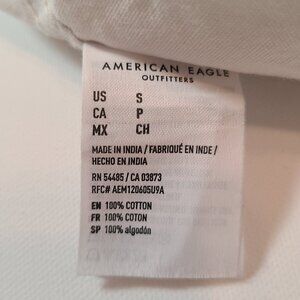 AMERICAN EAGLE
OUTFITTERS
US S
CA P
MX CH
MADE IN INDIA / FABRIQUÉ EN INDE /
HECHO EN INDIA
RN 54485 / CA 03873
RFC# AEM120605U9A
EN 100% COTTON
FR 100% COTON
SP 100% algodón